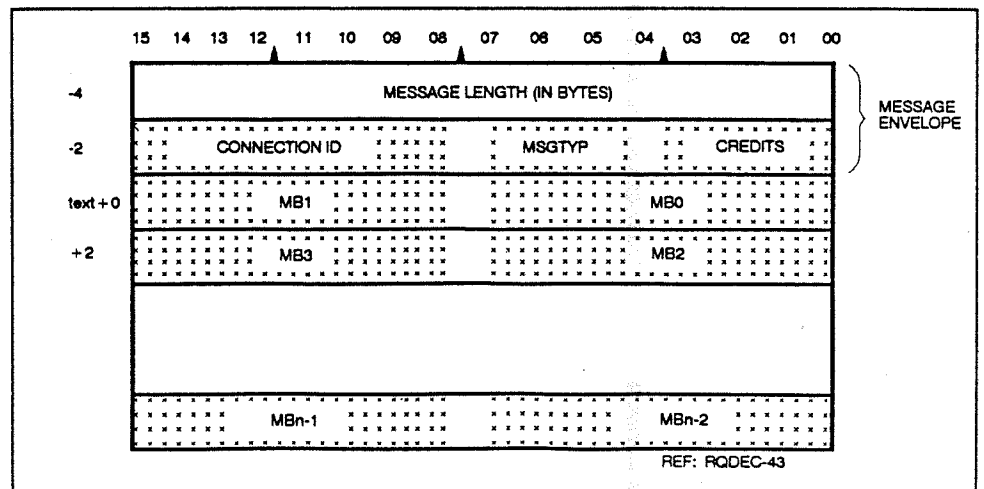 15 14 13 12 11 10 09 08 07 06 05 04 03 02 01 00
-4 MESSAGE LENGTH (IN BYTES)
MESSAGE
ENVELOPE
-2 CONNECTION ID MSGTYP CREDITS
text+0 MB1 MB0
+2 MB3 MB2
MBn-1 MBn-2
REF: RQDEC-43